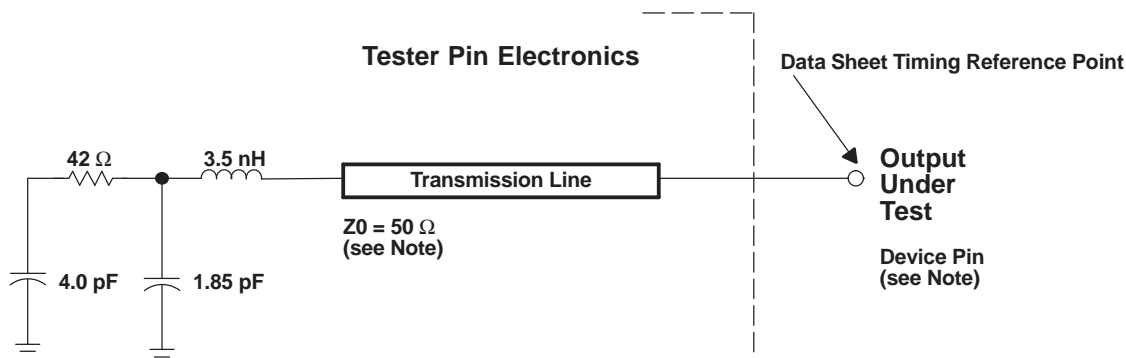 Tester Pin Electronics
Data Sheet Timing Reference Point
42 Ω
3.5 nH
Transmission Line
Output
Under
Test
Z0 = 50 Ω
(see Note)
Device Pin
(see Note)
4.0 pF
1.85 pF